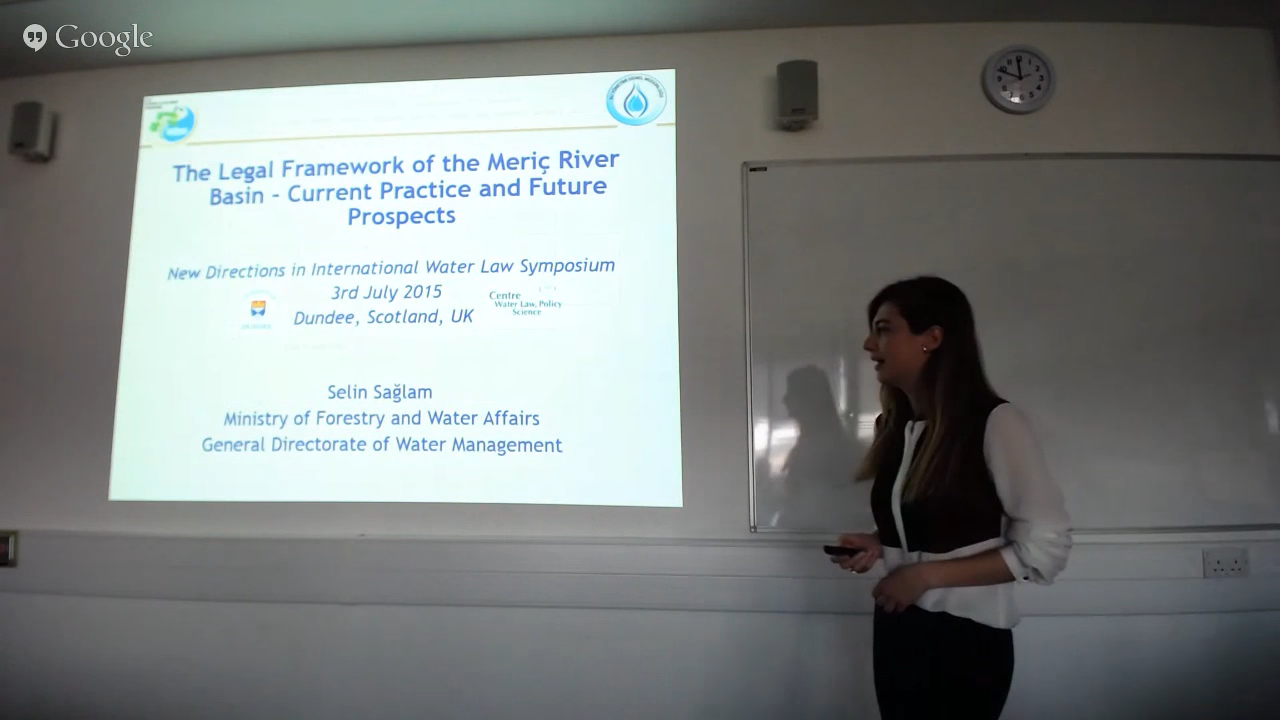 Google
The Legal Framework of the Meriç River
Basin - Current Practice and Future
Prospects
New Directions in International Water Law Symposium
3rd July 2015
Dundee, Scotland, UK
Centre
Water Law, Policy
Science
Selin Sağlam
Ministry of Forestry and Water Affairs
General Directorate of Water Management